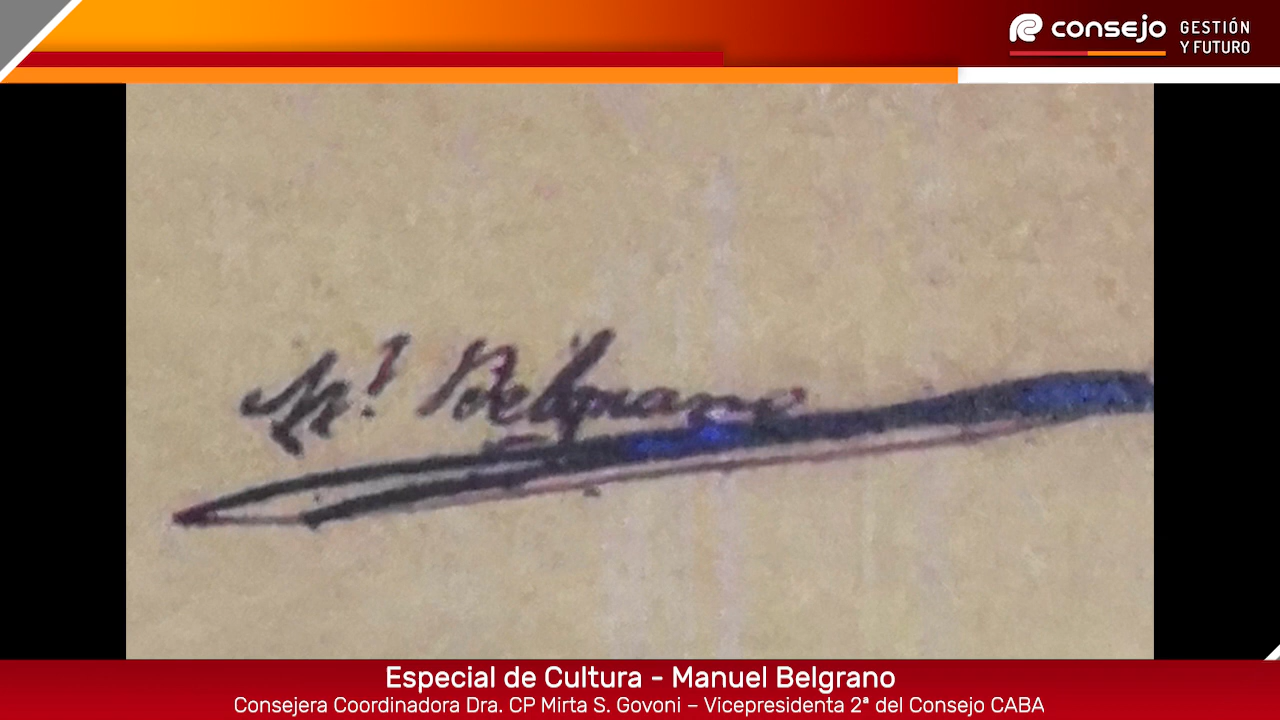 consejo GESTIÓN
Y FUTURO
Ml. Belgrano
Especial de Cultura - Manuel Belgrano
Consejera Coordinadora Dra. CP Mirta S. Govoni – Vicepresidenta 2ª del Consejo CABA